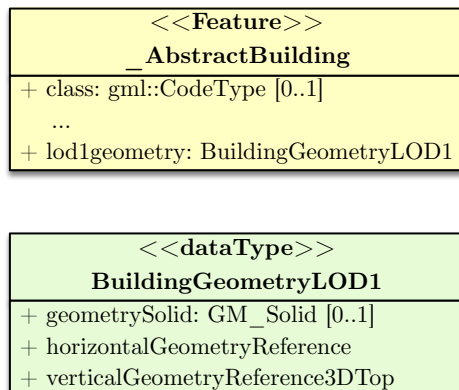 <<Feature>>
_AbstractBuilding
+ class: gml::CodeType [0..1]
...
+ lod1geometry: BuildingGeometryLOD1
<<dataType>>
BuildingGeometryLOD1
+ geometrySolid: GM_Solid [0..1]
+ horizontalGeometryReference
+ verticalGeometryReference3DTop